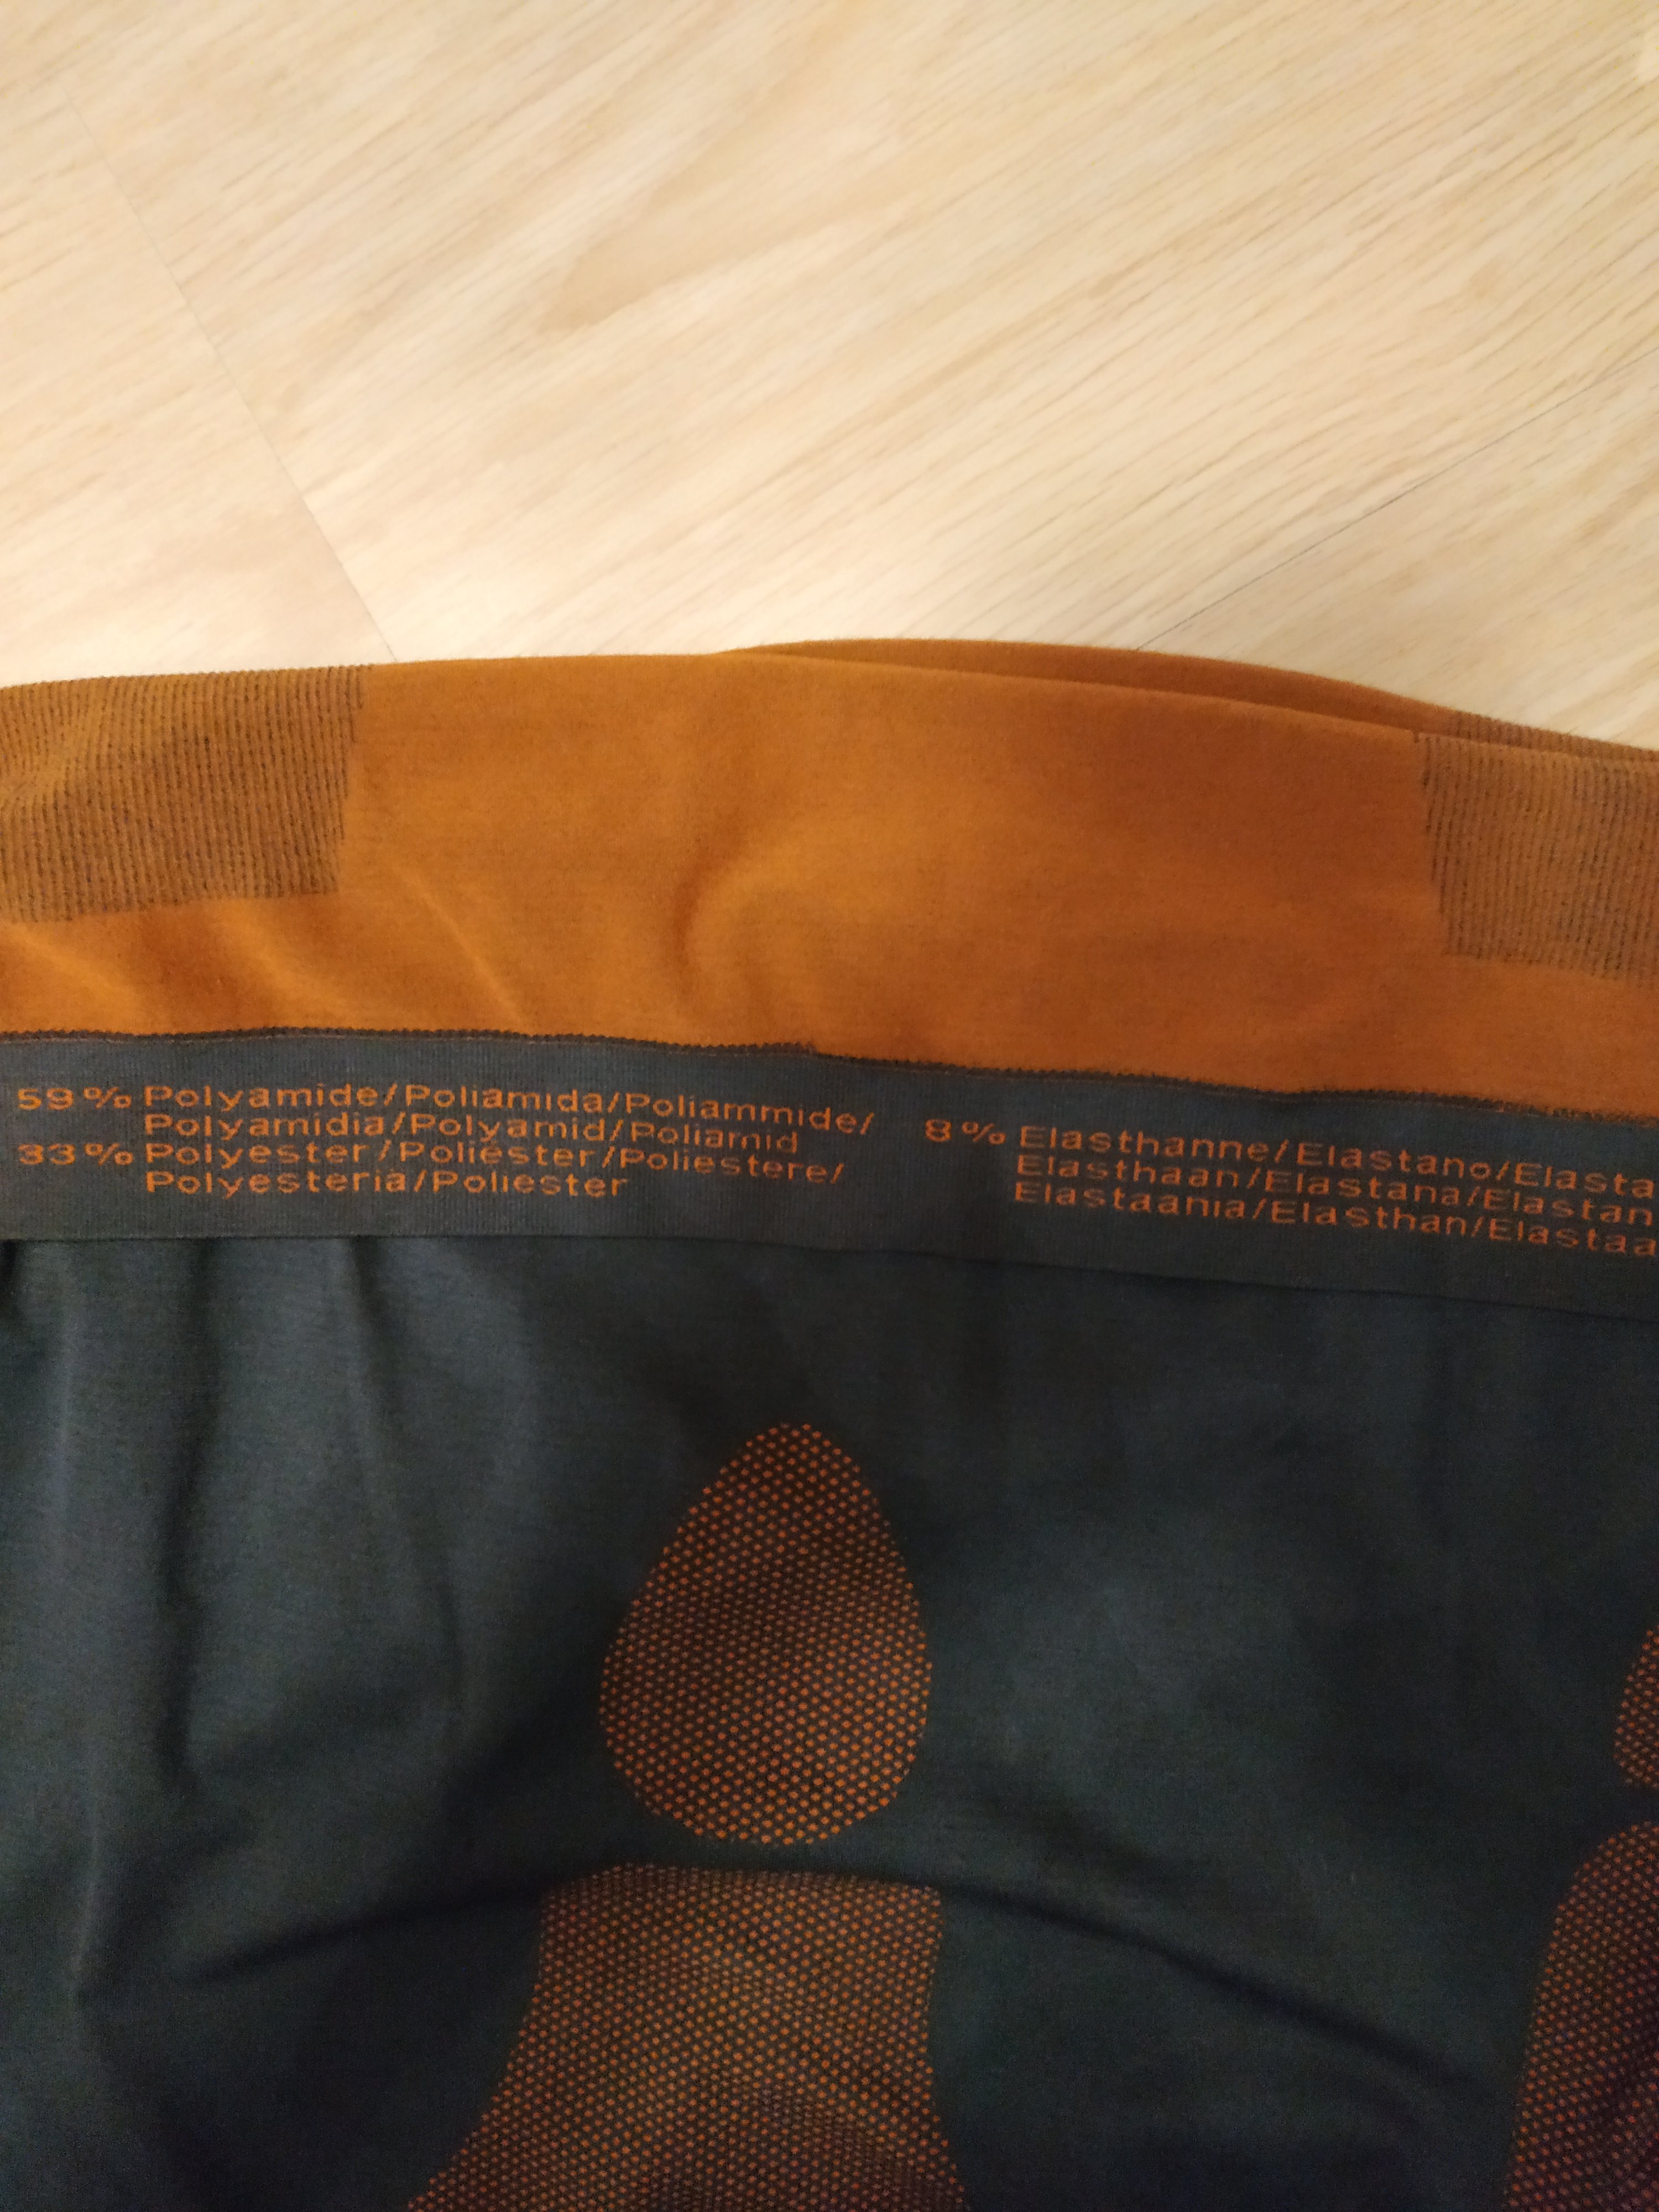 59% Polyamide/Poliamida/Poliammide/
Polyamidia/Polyamid/Poliamid
33% Polyester/Poliéster/Poliestere/
Polyesteria/Poliester
8% Elasthanne/Elastano/Elasta
Elasthaan/Elastana/Elastan
Elastaania/Elasthan/Elastaa